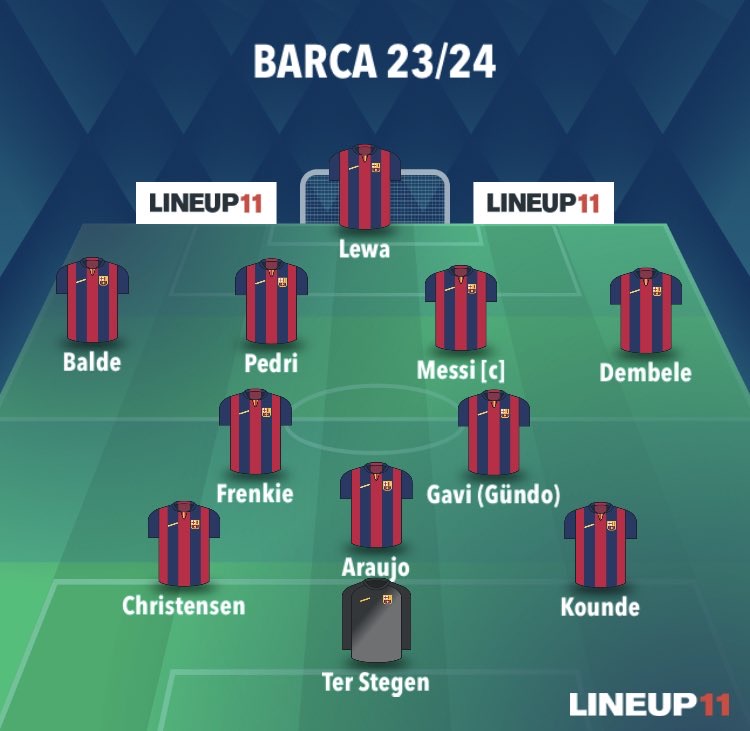 BARCA 23/24
LINEUP11 LINEUP11
Lewa
Balde Pedri Messi [c] Dembele
Frenkie Gavi (Gündo)
Araujo
Christensen Kounde
Ter Stegen
LINEUP11